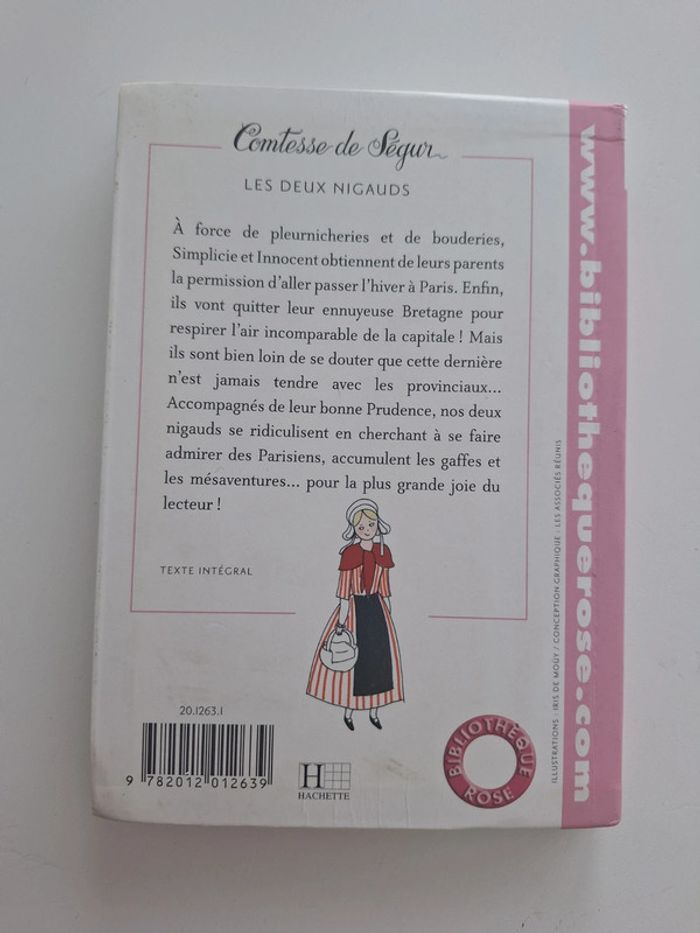 Comtesse de Ségur
LES DEUX NIGAUDS
À force de pleurnicheries et de bouderies,
Simplicie et Innocent obtiennent de leurs parents
la permission d'aller passer l'hiver à Paris. Enfin,
ils vont quitter leur ennuyeuse Bretagne pour
respirer l'air incomparable de la capitale ! Mais
ils sont bien loin de se douter que cette dernière
n'est jamais tendre avec les provinciaux...
Accompagnés de leur bonne Prudence, nos deux
nigauds se ridiculisent en cherchant à se faire
admirer des Parisiens, accumulent les gaffes et
les mésaventures... pour la plus grande joie du
lecteur !
TEXTE INTÉGRAL
20.1263.1
9 782012 012639
H
HACHETTE
BIBLIOTHÈQUE
ROSE
ILLUSTRATIONS : IRIS DE MOÜY / CONCEPTION GRAPHIQUE : LES ASSOCIÉS RÉUNIS
www.bibliothequerose.com